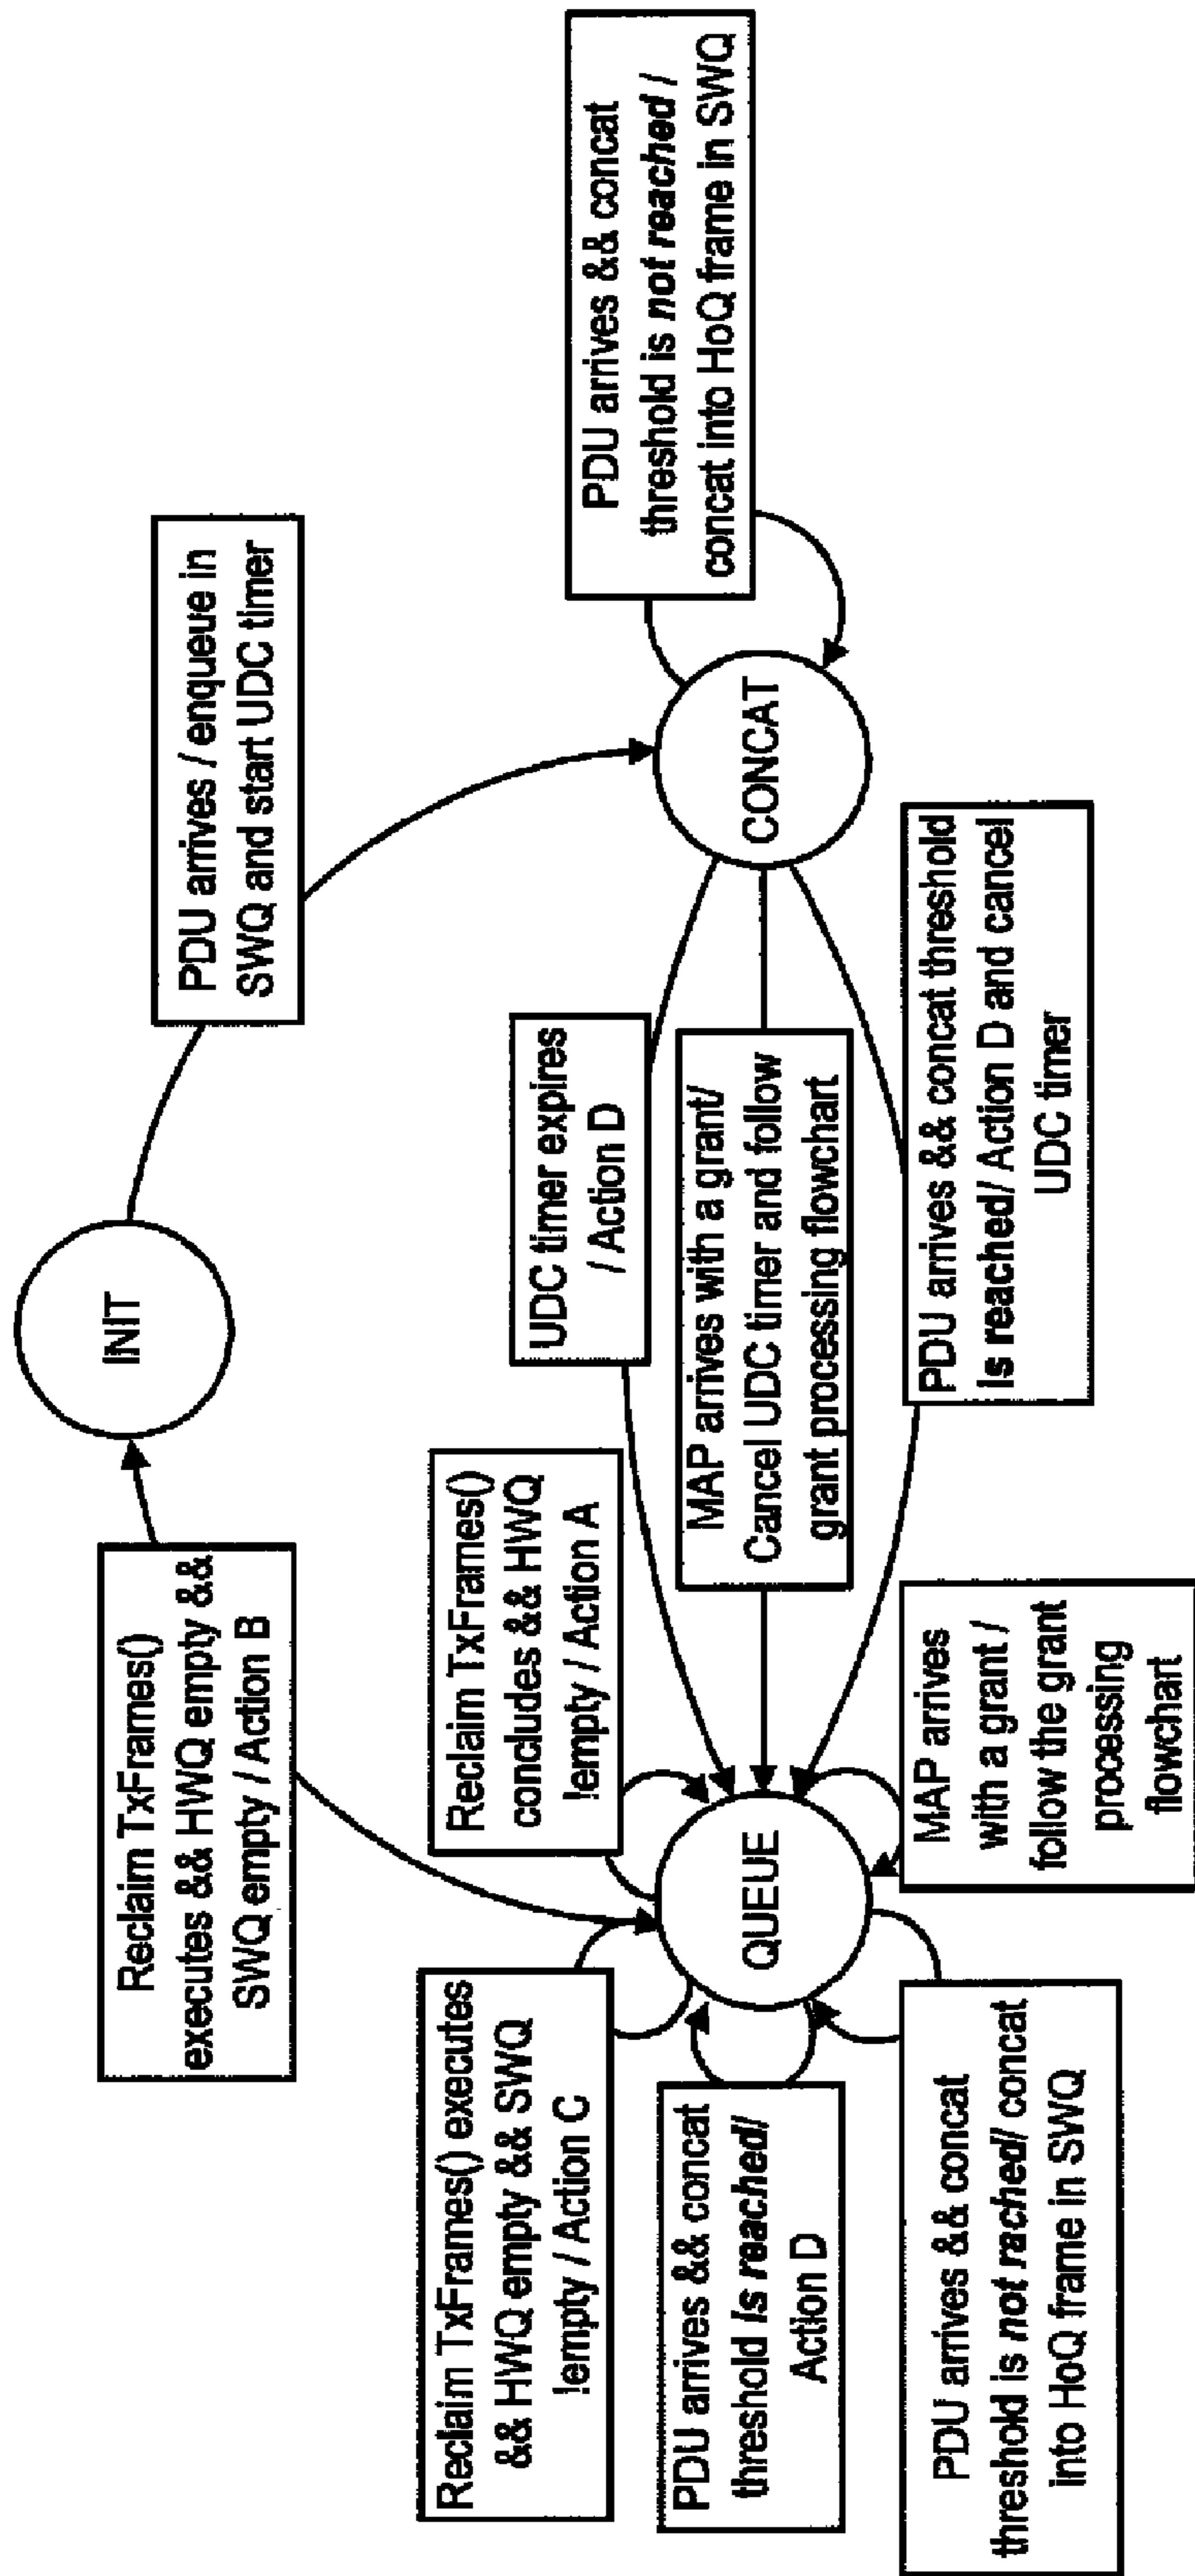 INIT
PDU arrives / enqueue in
SWQ and start UDC timer
Reclaim TxFrames()
executes && HWQ empty &&
SWQ empty / Action B
Reclaim TxFrames() executes
&& HWQ empty && SWQ
!empty / Action C
Reclaim TxFrames()
concludes && HWQ
!empty / Action A
UDC timer expires
/ Action D
PDU arrives && concat
threshold is not reached /
concat into HoQ frame in SWQ
PDU arrives && concat
threshold is reached/
Action D
QUEUE
MAP arrives with a grant/
Cancel UDC timer and follow
grant processing flowchart
CONCAT
PDU arrives && concat
threshold is not rached/ concat
into HoQ frame in SWQ
MAP arrives
with a grant /
follow the grant
processing
flowchart
PDU arrives && concat threshold
is reached/ Action D and cancel
UDC timer